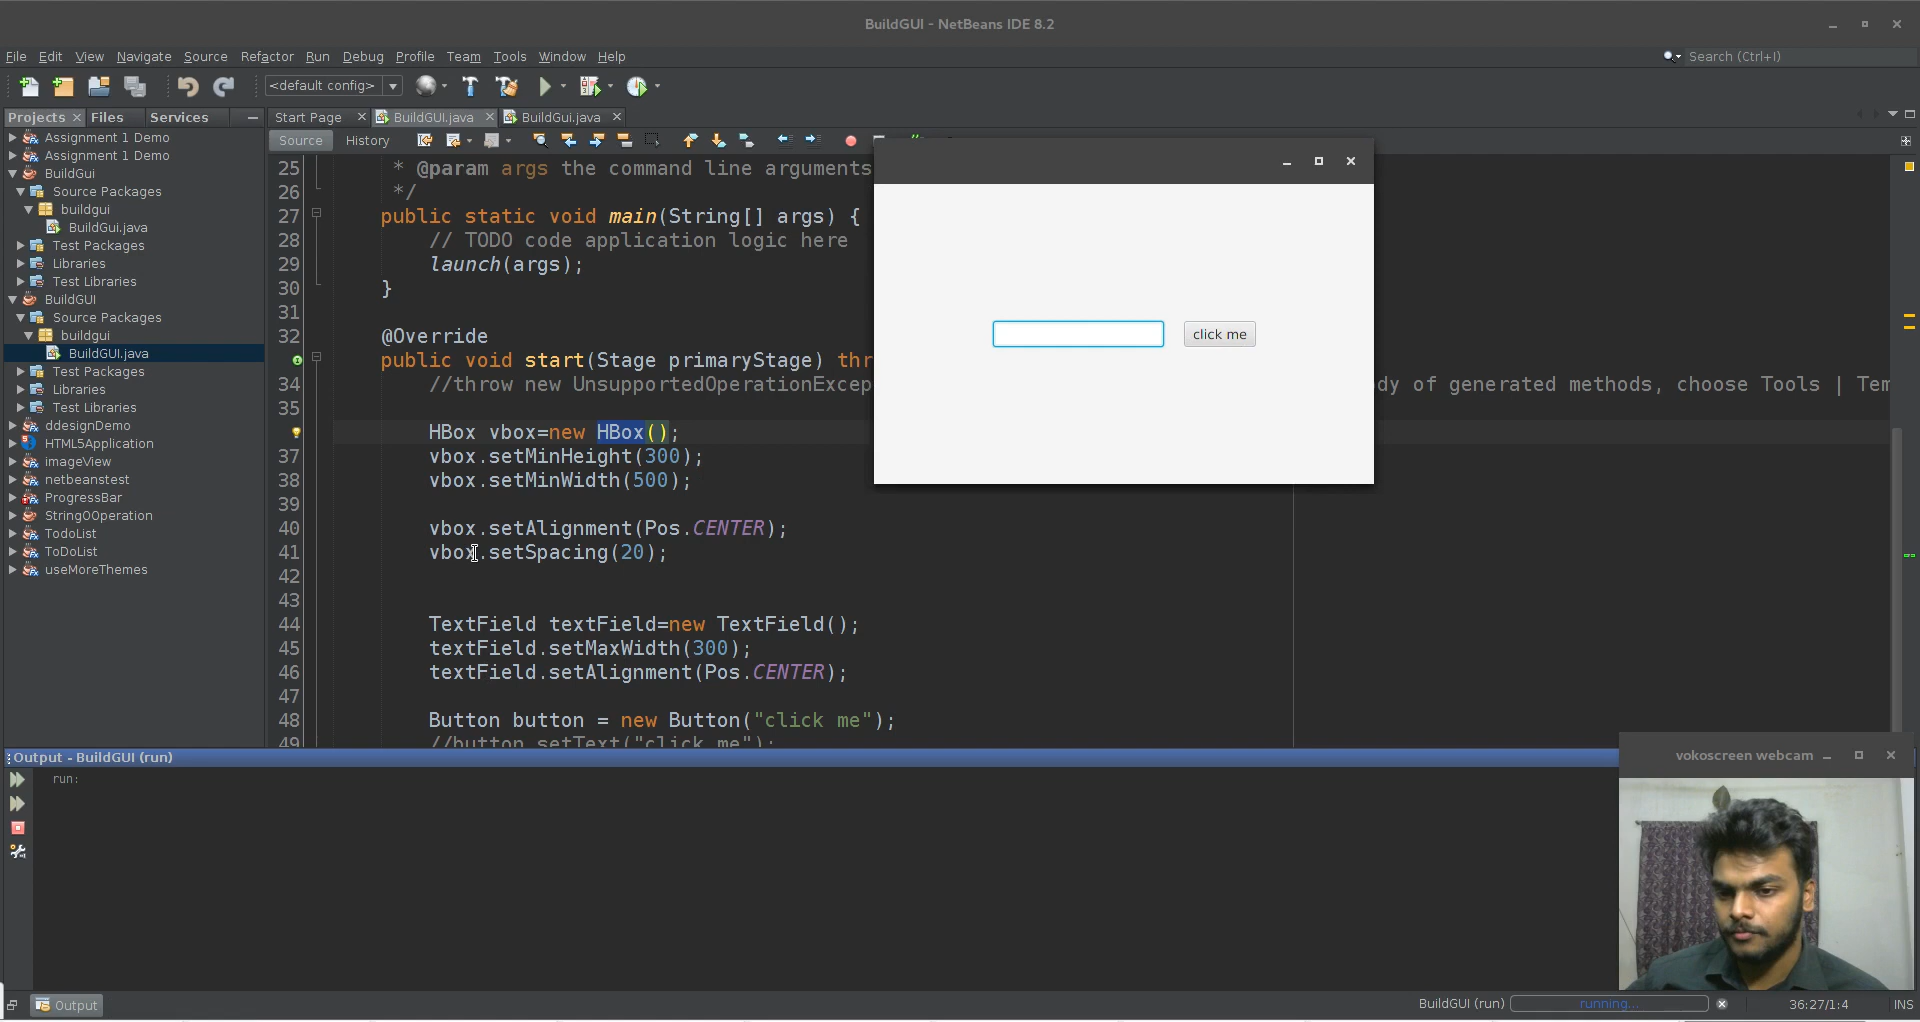 BuildGUI - NetBeans IDE 8.2
File Edit View Navigate Source Refactor Run Debug Profile Team Tools Window Help
Search (Ctrl+I)
<default config>
Projects Files Services
Start Page BuildGUI.java BuildGui.java
Source History
Assignment 1 Demo
Assignment 1 Demo
BuildGui
Source Packages
buildgui
BuildGui.java
Test Packages
Libraries
Test Libraries
BuildGUI
Source Packages
buildgui
BuildGUI.java
Test Packages
Libraries
Test Libraries
ddesignDemo
HTML5Application
imageView
netbeanstest
ProgressBar
StringOOperation
TodoList
ToDoList
useMoreThemes
25 * @param args the command line arguments
26 */
27 public static void main(String[] args) {
28 // TODO code application logic here
29 launch(args);
30 }
31
32 @Override
public void start(Stage primaryStage) thr
34 //throw new UnsupportedOperationExcep dy of generated methods, choose Tools | Tem
35
HBox vbox=new HBox();
37 vbox.setMinHeight(300);
38 vbox.setMinWidth(500);
39
40 vbox.setAlignment(Pos.CENTER);
41 vbox.setSpacing(20);
42
43
44 TextField textField=new TextField();
45 textField.setMaxWidth(300);
46 textField.setAlignment(Pos.CENTER);
47
48 Button button = new Button("click me");
49 //button setText("click me");
click me
Output - BuildGUI (run)
run:
vokoscreen webcam
Output
BuildGUI (run) running...
36:27/1:4 INS